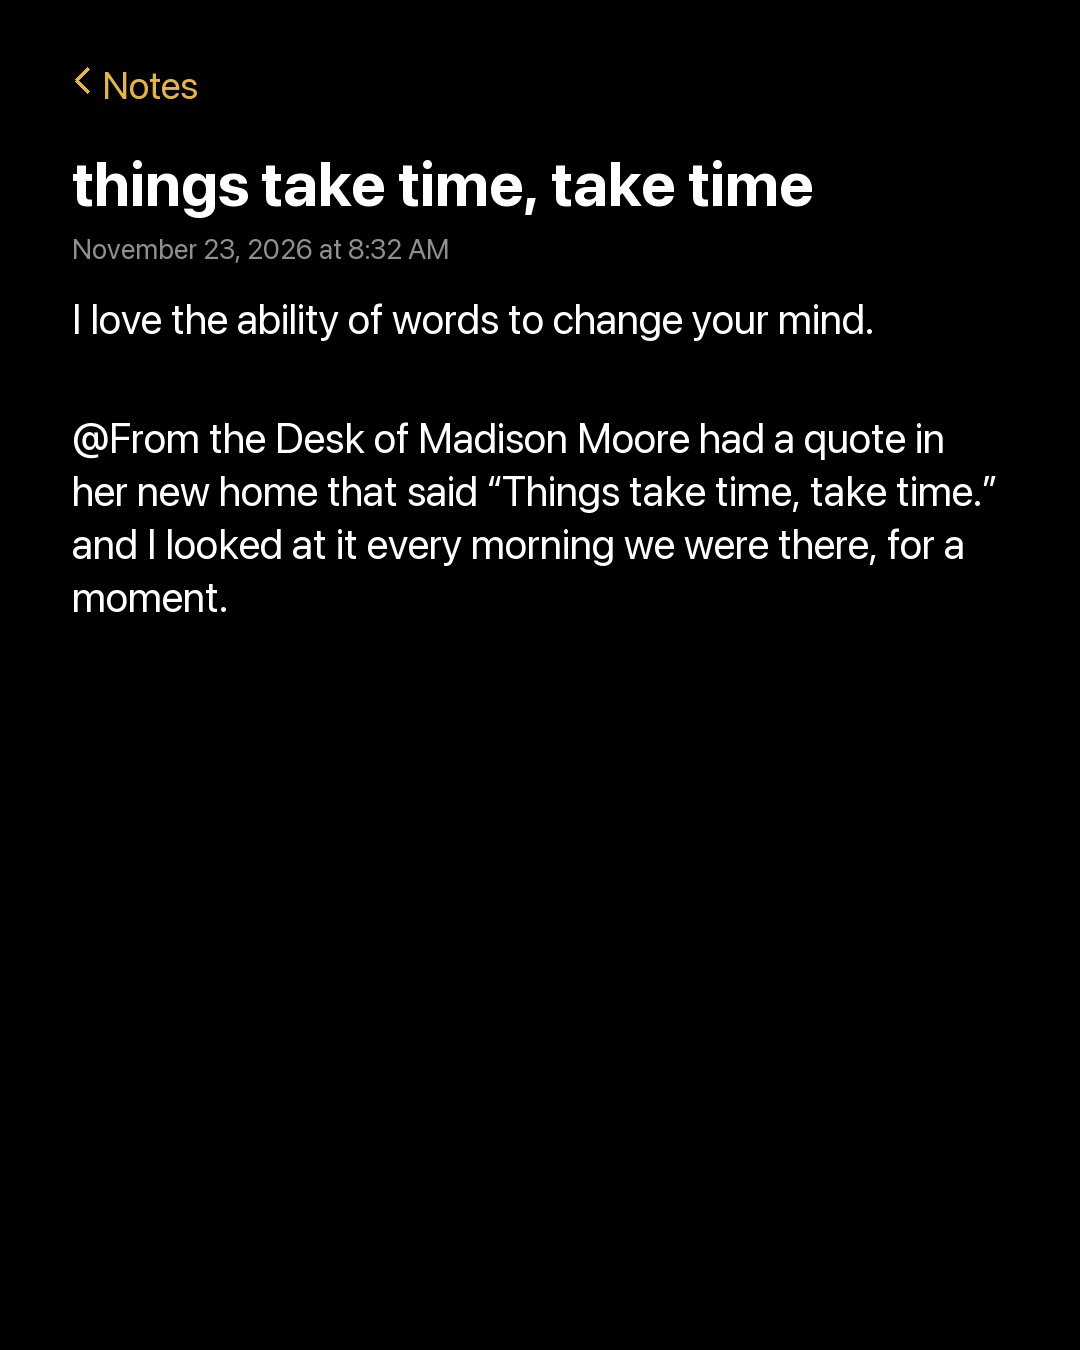 Notes
things take time, take time
November 23, 2026 at 8:32 AM
I love the ability of words to change your mind.
@From the Desk of Madison Moore had a quote in
her new home that said “Things take time, take time.”
and I looked at it every morning we were there, for a
moment.